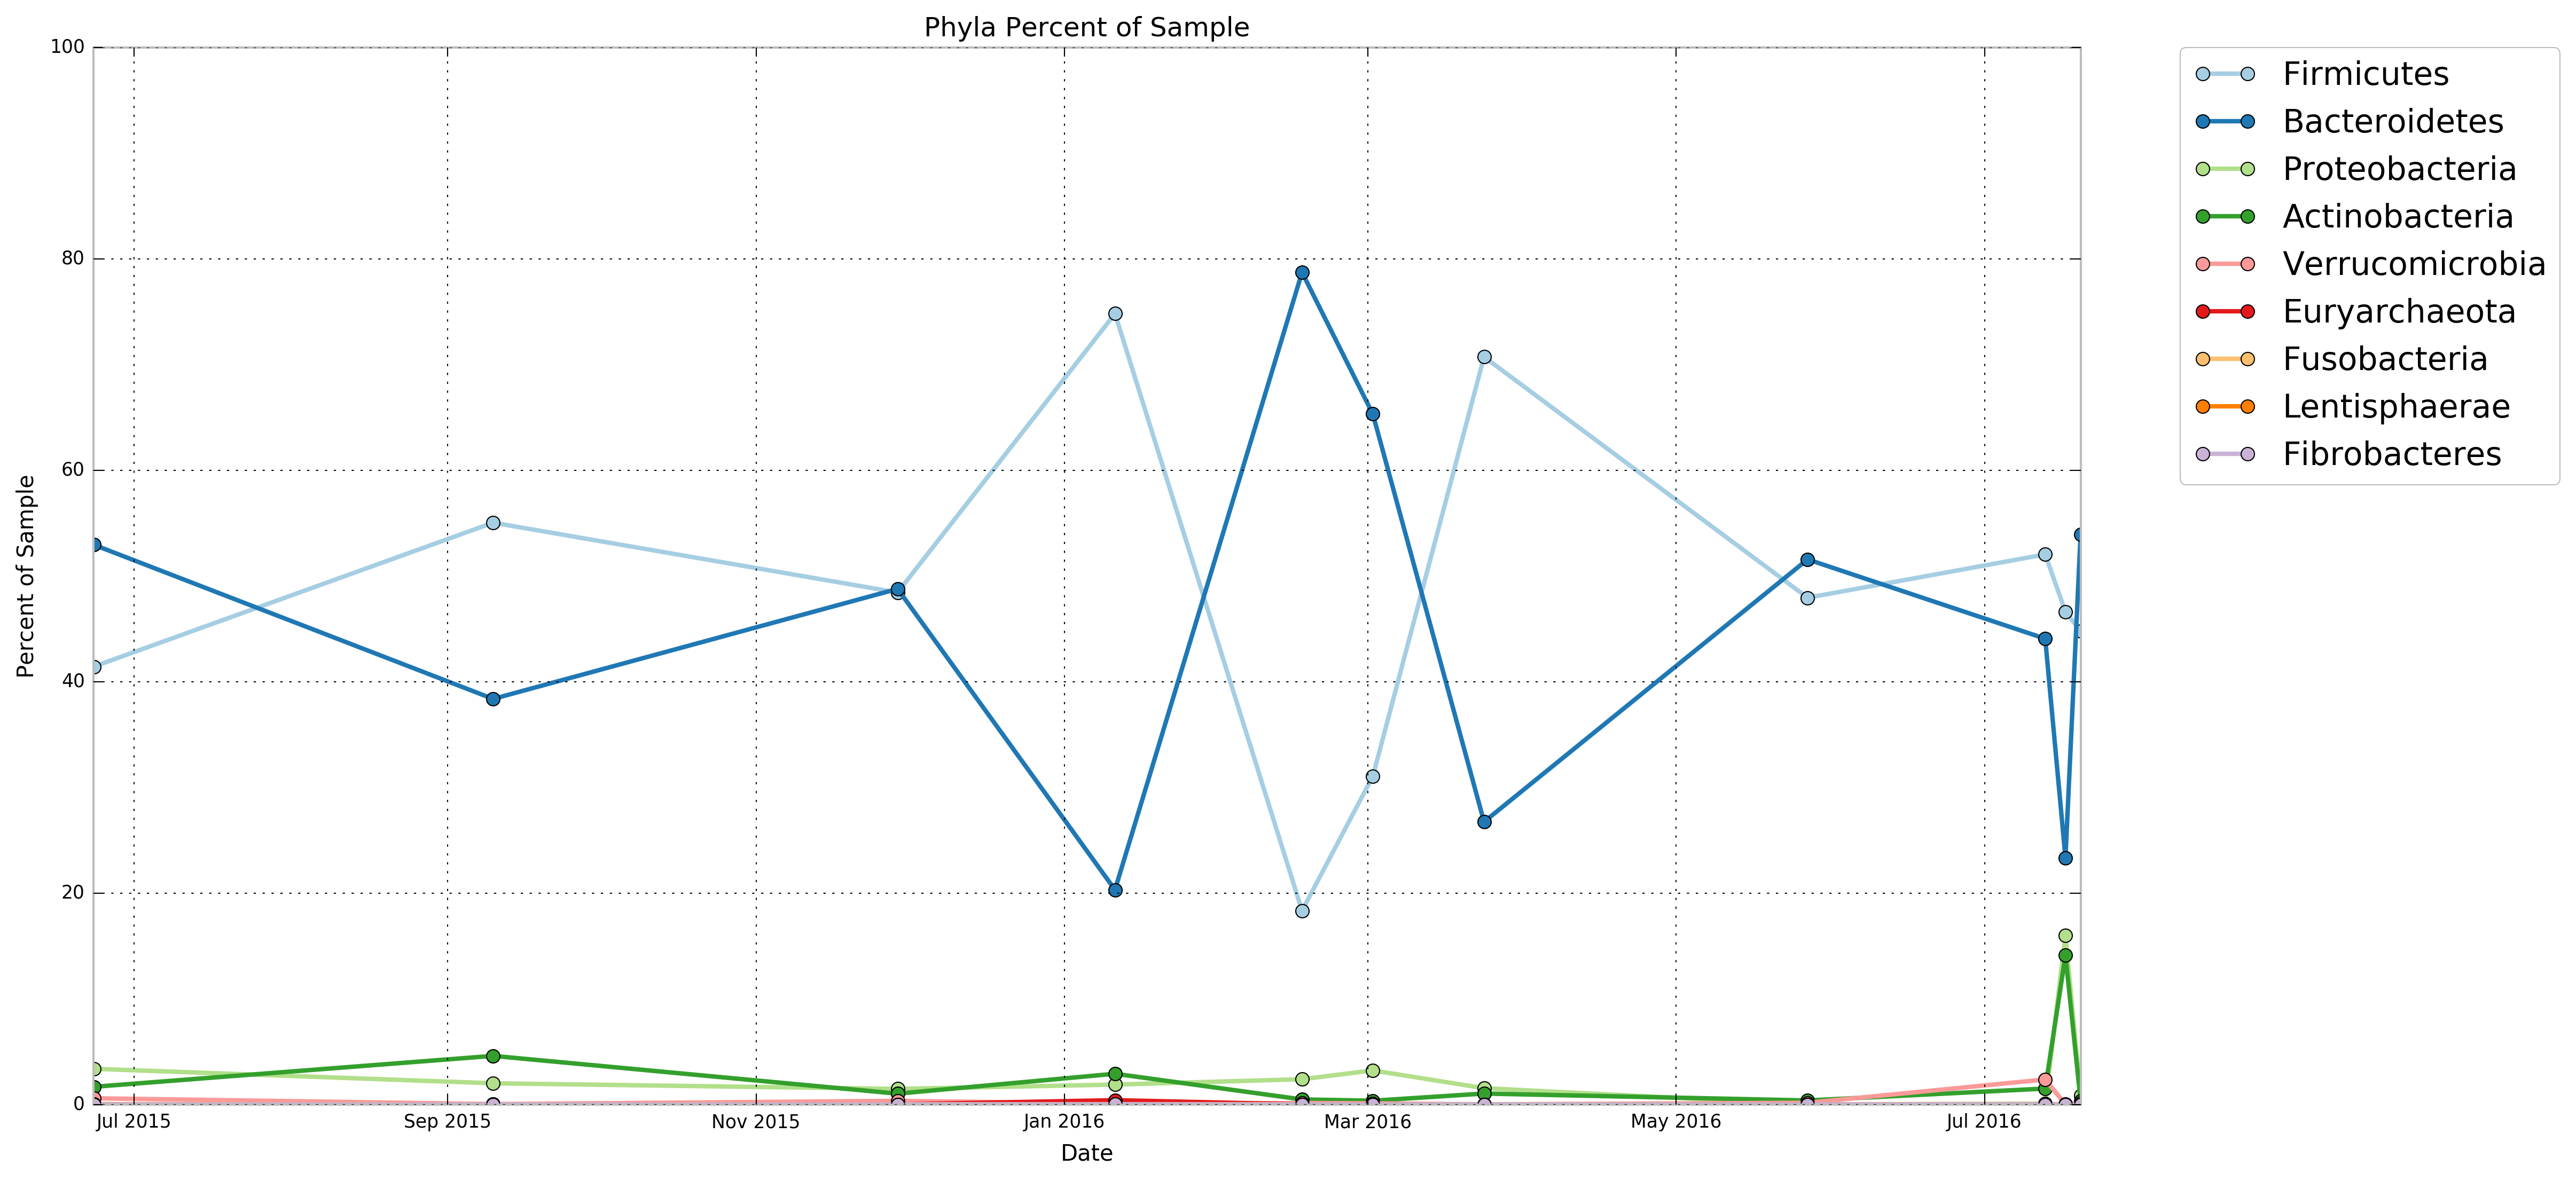 Phyla Percent of Sample
100
80
60
40
20
0
Percent of Sample
Jul 2015
Sep 2015
Nov 2015
Jan 2016
Mar 2016
May 2016
Jul 2016
Date
Firmicutes
Bacteroidetes
Proteobacteria
Actinobacteria
Verrucomicrobia
Euryarchaeota
Fusobacteria
Lentisphaerae
Fibrobacteres